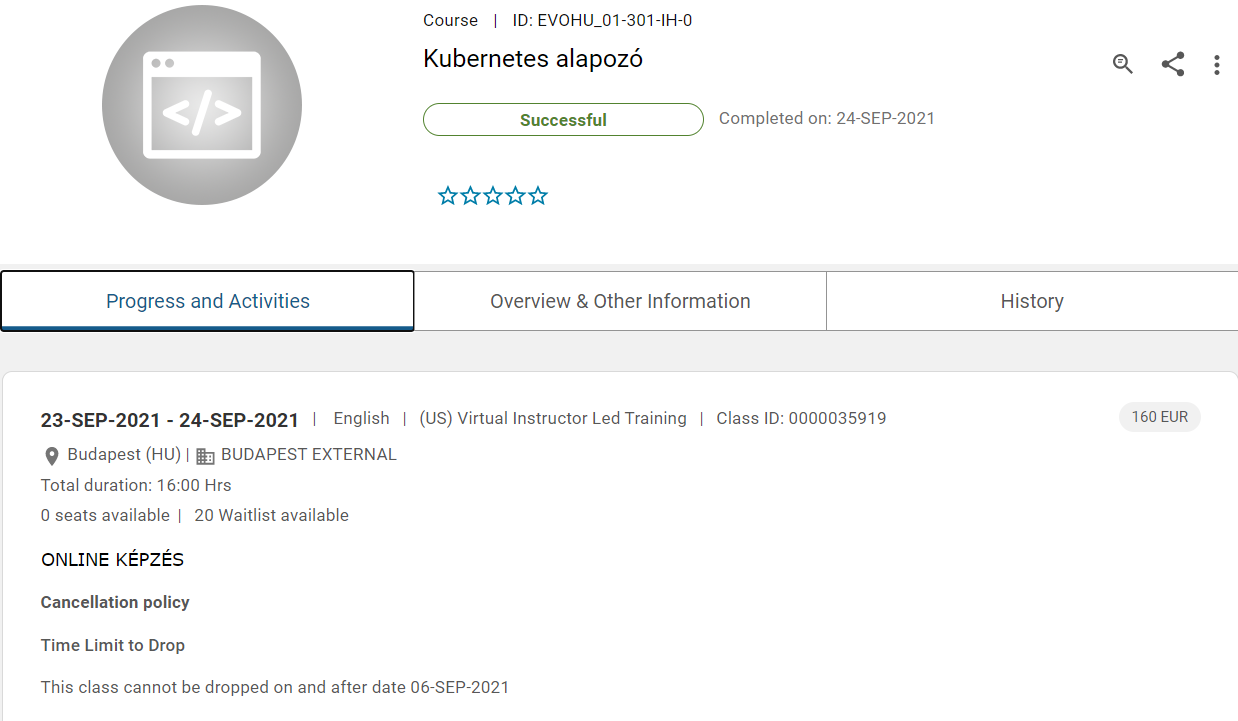 Course | ID: EVOHU_01-301-IH-0
Kubernetes alapozó
Successful
Completed on: 24-SEP-2021
Progress and Activities
Overview & Other Information
History
23-SEP-2021 - 24-SEP-2021 | English | (US) Virtual Instructor Led Training | Class ID: 0000035919
160 EUR
Budapest (HU) | BUDAPEST EXTERNAL
Total duration: 16:00 Hrs
0 seats available | 20 Waitlist available
ONLINE KÉPZÉS
Cancellation policy
Time Limit to Drop
This class cannot be dropped on and after date 06-SEP-2021